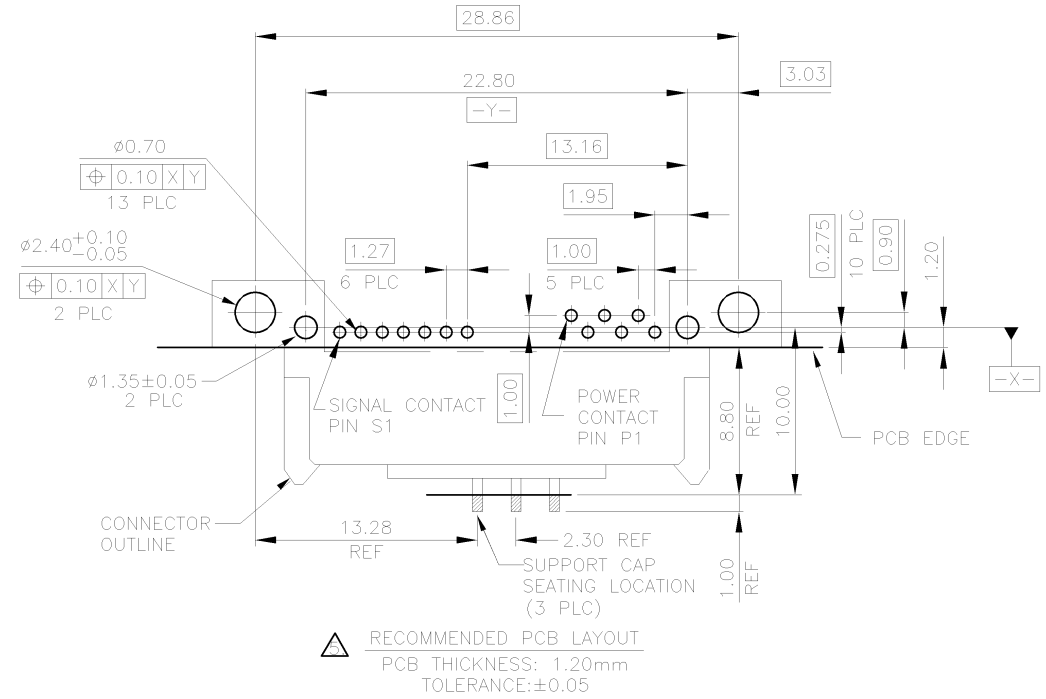 28.86
22.80
3.03
-Y-
ø0.70
13.16
⌖ 0.10 X Y
13 PLC
1.95
0.275
10 PLC
0.90
1.20
ø2.40 +0.10
-0.05
1.27
6 PLC
1.00
5 PLC
⌖ 0.10 X Y
2 PLC
-X-
ø1.35±0.05
2 PLC
SIGNAL CONTACT
PIN S1
1.00
POWER
CONTACT
PIN P1
8.80
REF
10.00
PCB EDGE
CONNECTOR
OUTLINE
13.28
REF
2.30 REF
SUPPORT CAP
SEATING LOCATION
(3 PLC)
1.00
REF
5
RECOMMENDED PCB LAYOUT
PCB THICKNESS: 1.20mm
TOLERANCE:±0.05